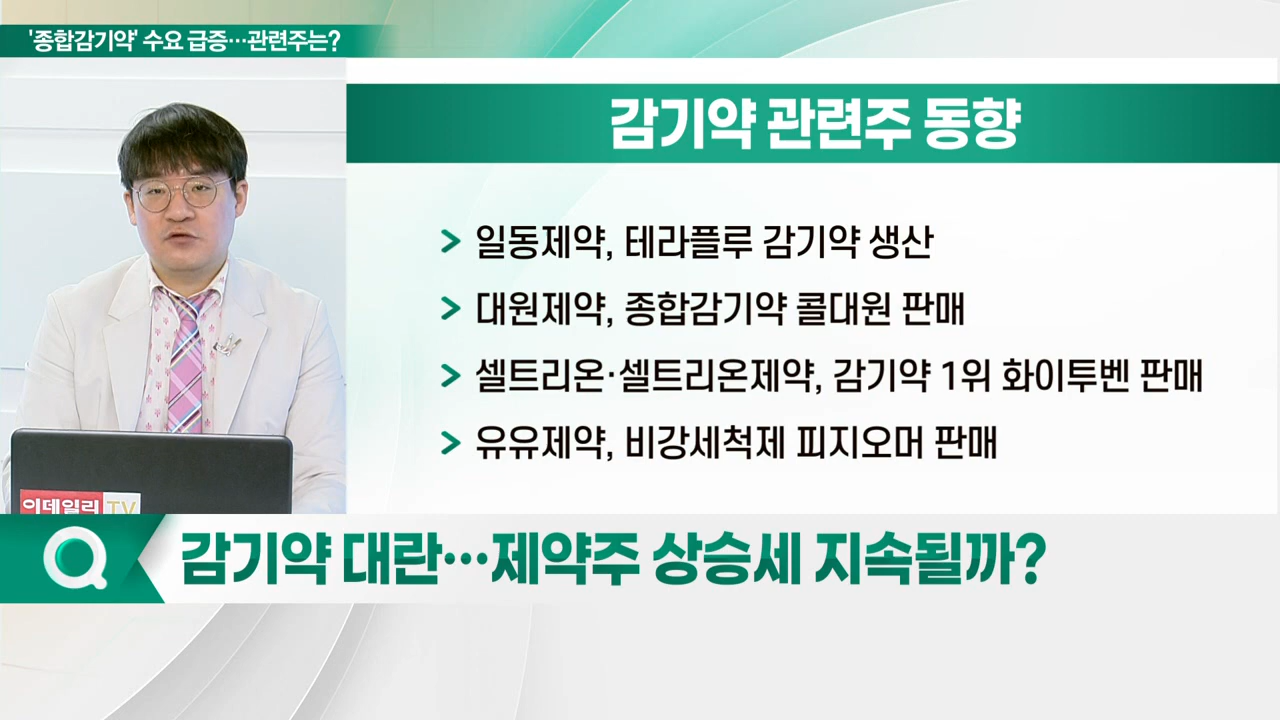 '종합감기약' 수요 급증…관련주는?
감기약 관련주 동향
> 일동제약, 테라플루 감기약 생산
> 대원제약, 종합감기약 콜대원 판매
> 셀트리온·셀트리온제약, 감기약 1위 화이투벤 판매
> 유유제약, 비강세척제 피지오머 판매
이데일리 TV
Q 감기약 대란…제약주 상승세 지속될까?